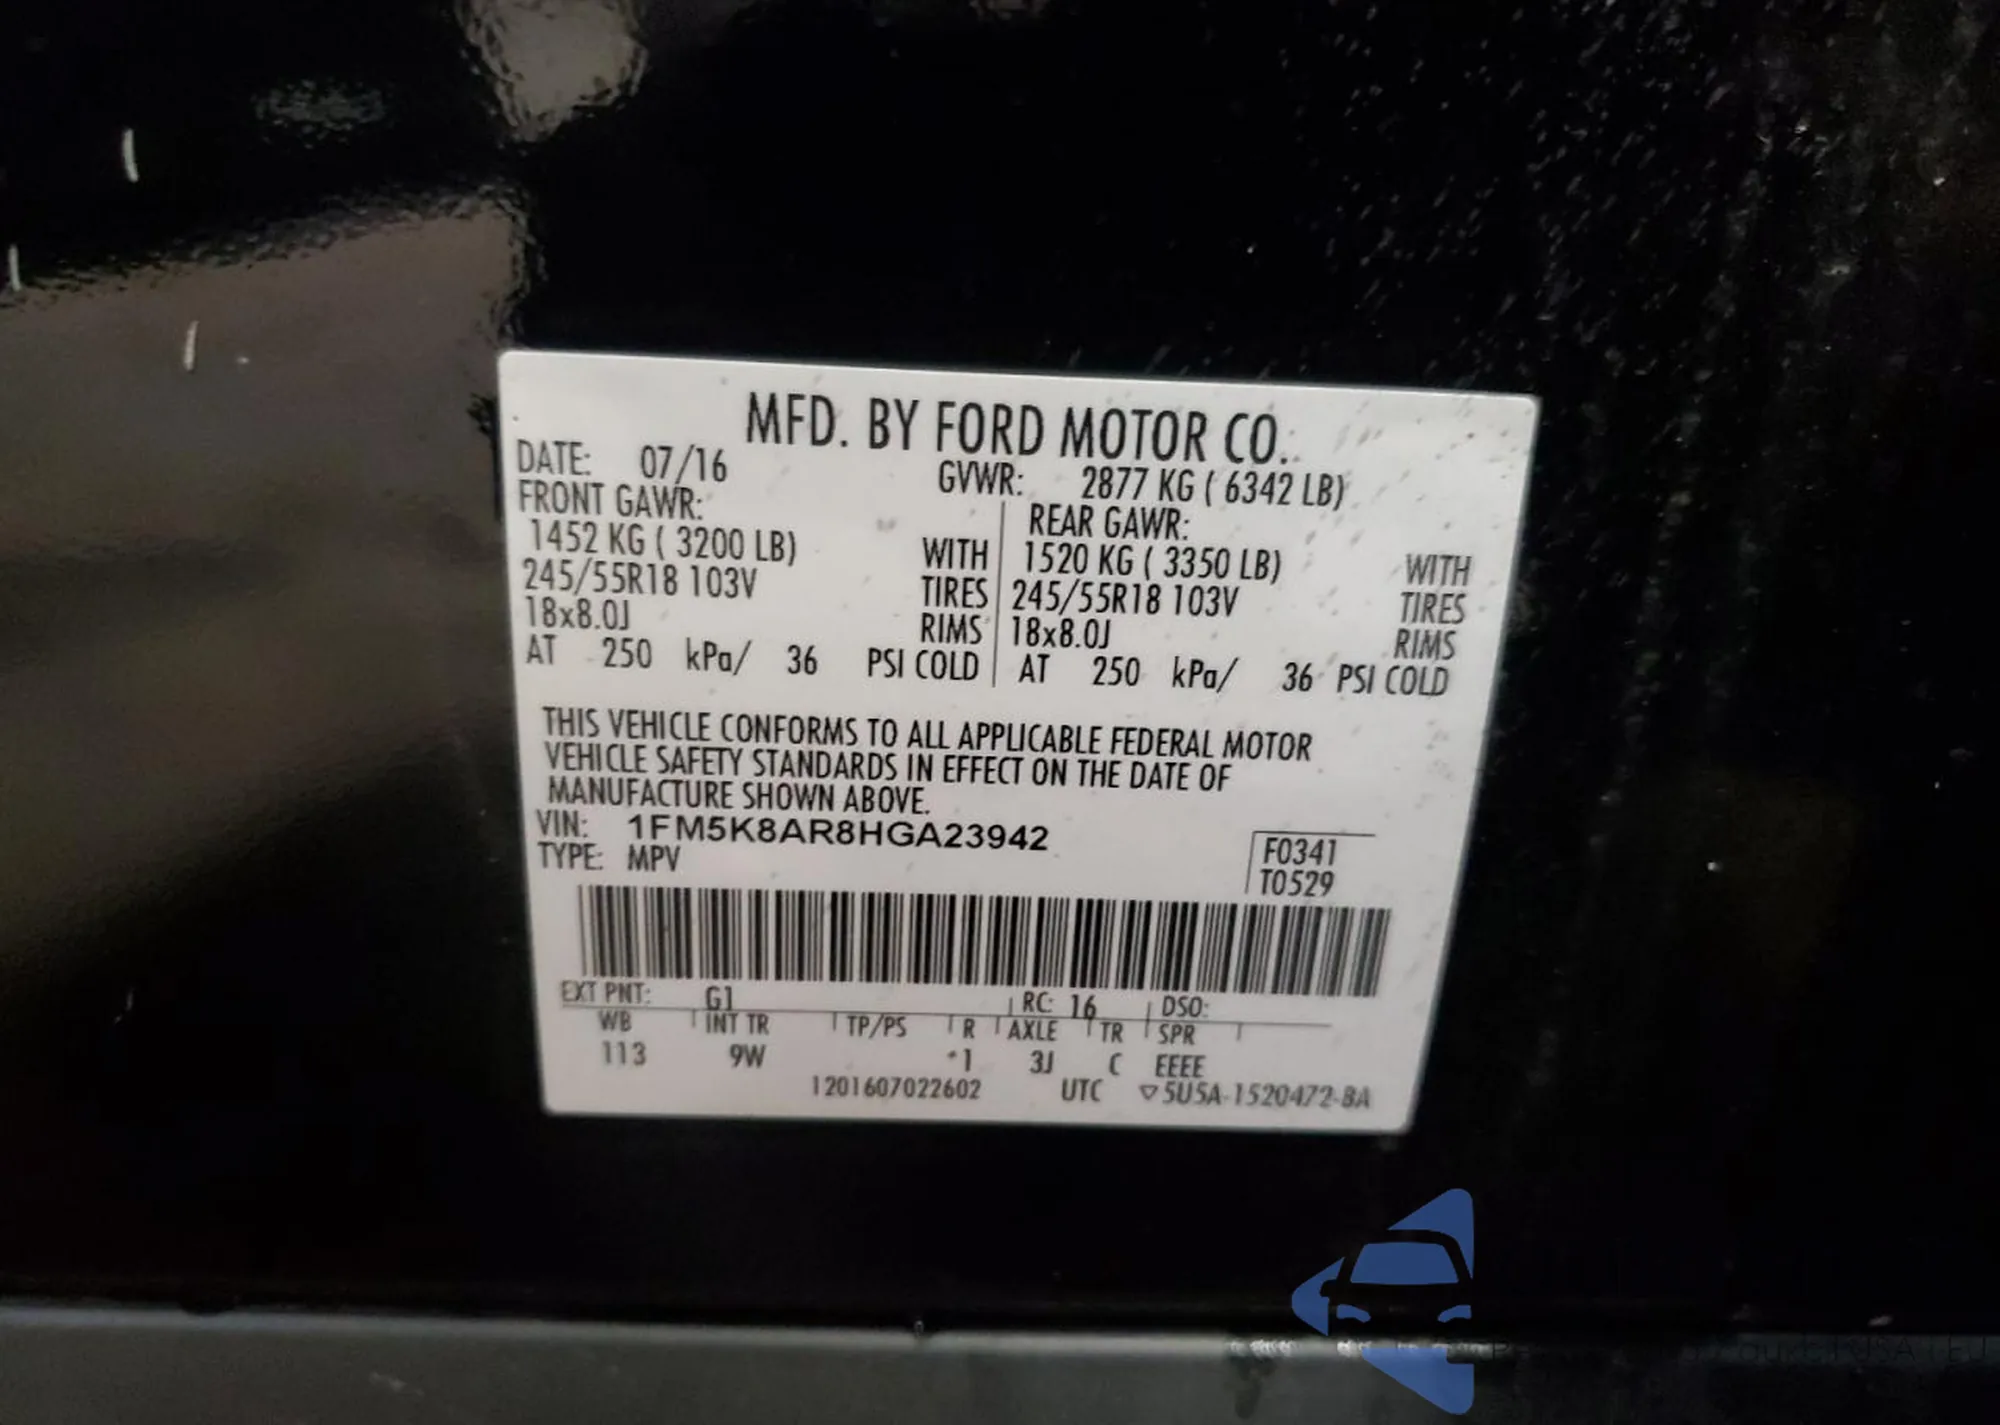 MFD. BY FORD MOTOR CO.
DATE: 07/16 GVWR: 2877 KG ( 6342 LB)
FRONT GAWR: REAR GAWR:
1452 KG ( 3200 LB) WITH 1520 KG ( 3350 LB) WITH
245/55R18 103V TIRES 245/55R18 103V TIRES
18x8.0J RIMS 18x8.0J RIMS
AT 250 kPa/ 36 PSI COLD AT 250 kPa/ 36 PSI COLD
THIS VEHICLE CONFORMS TO ALL APPLICABLE FEDERAL MOTOR
VEHICLE SAFETY STANDARDS IN EFFECT ON THE DATE OF
MANUFACTURE SHOWN ABOVE.
VIN: 1FM5K8AR8HGA23942
TYPE: MPV
F0341
T0529
EXT PNT: G1 RC: 16 DSO:
WB INT TR TP/PS R AXLE TR SPR
113 9W *1 3J C EEEE
1201607022602 UTC ▽5U5A-1520472-BA